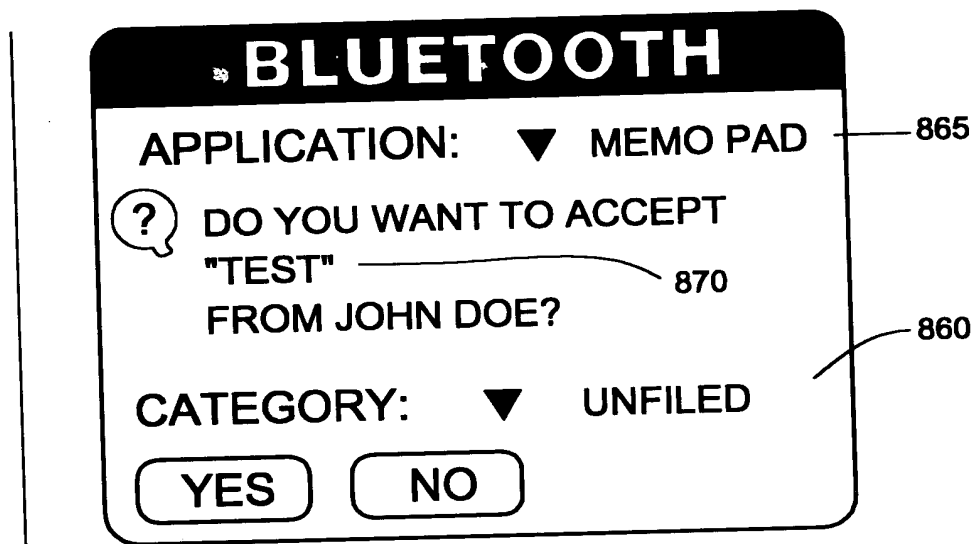 BLUETOOTH
APPLICATION: ▼ MEMO PAD 865
? DO YOU WANT TO ACCEPT
"TEST" 870
FROM JOHN DOE?
860
CATEGORY: ▼ UNFILED
YES NO